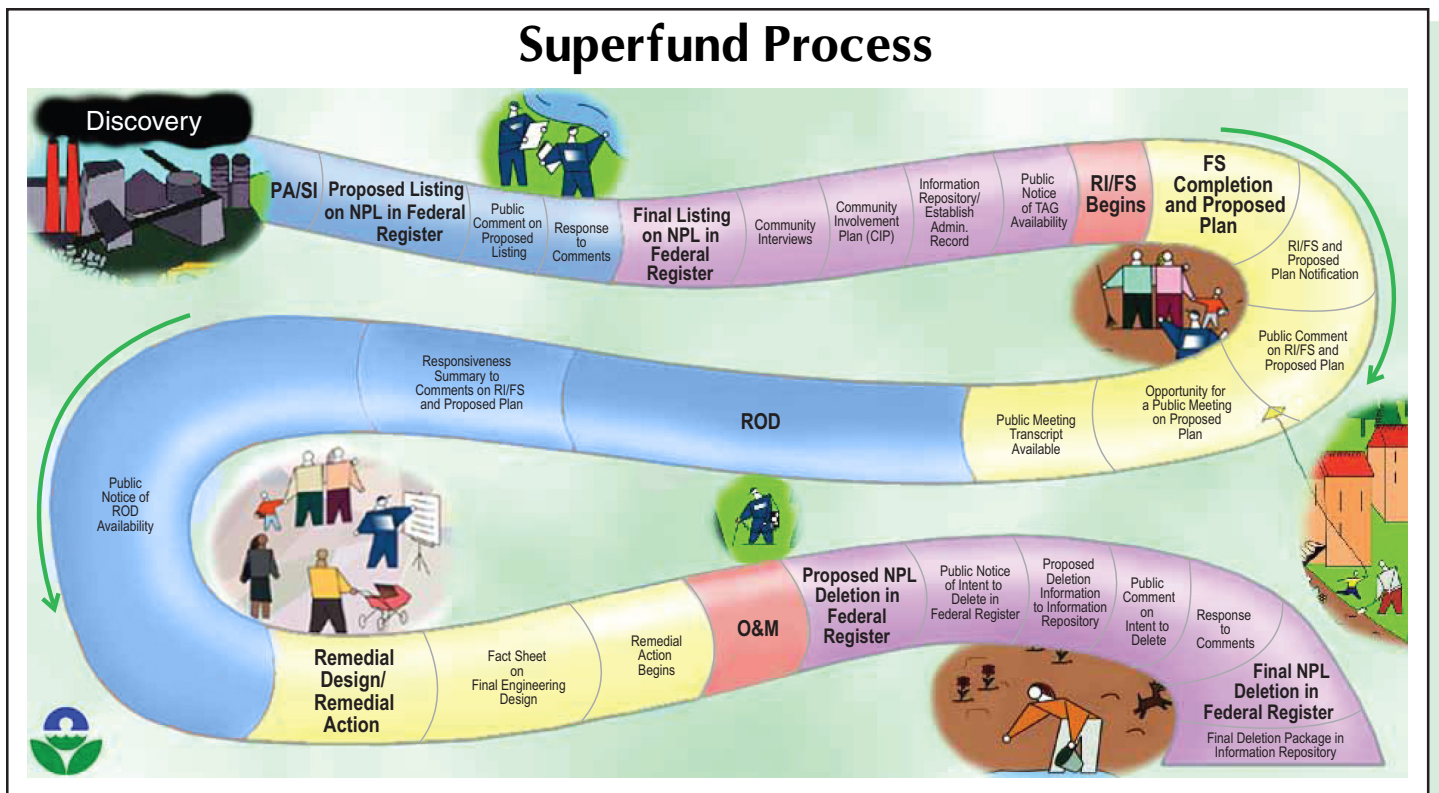 Superfund Process
Discovery
PA/SI
Proposed Listing
on NPL in Federal
Register
Public
Comment on
Proposed
Listing
Response
to
Comments
Final Listing
on NPL in
Federal
Register
Community
Interviews
Community
Involvement
Plan (CIP)
Information
Repository/
Establish
Admin.
Record
Public
Notice
of TAG
Availability
RI/FS
Begins
FS
Completion
and Proposed
Plan
RI/FS and
Proposed
Plan Notification
Public Comment
on RI/FS and
Proposed Plan
Opportunity for
a Public Meeting
on Proposed
Plan
Public Meeting
Transcript
Available
ROD
Responsiveness
Summary to
Comments on RI/FS
and Proposed Plan
Public
Notice of
ROD
Availability
Remedial
Design/
Remedial
Action
Fact Sheet
on
Final Engineering
Design
Remedial
Action
Begins
O&M
Proposed NPL
Deletion in
Federal
Register
Public Notice
of Intent to
Delete in
Federal Register
Proposed
Deletion
Information
to Information
Repository
Public
Comment
on
Intent to
Delete
Response
to
Comments
Final NPL
Deletion in
Federal Register
Final Deletion Package in
Information Repository